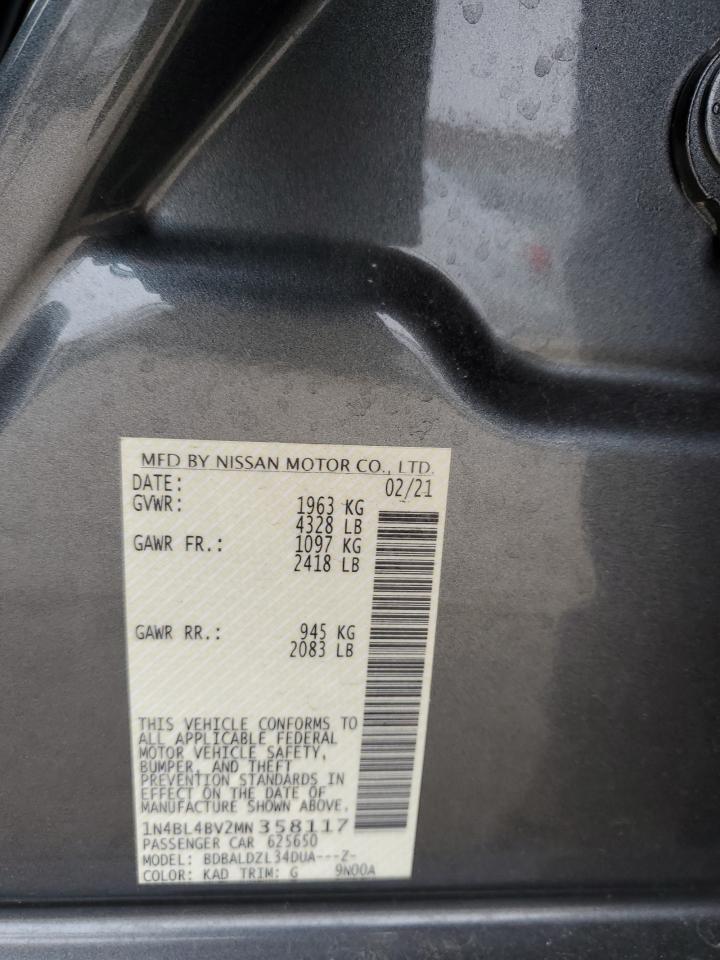 MFD BY NISSAN MOTOR CO., LTD.
DATE: 02/21
GVWR: 1963 KG
4328 LB
GAWR FR.: 1097 KG
2418 LB
GAWR RR.: 945 KG
2083 LB
THIS VEHICLE CONFORMS TO
ALL APPLICABLE FEDERAL
MOTOR VEHICLE SAFETY,
BUMPER, AND THEFT
PREVENTION STANDARDS IN
EFFECT ON THE DATE OF
MANUFACTURE SHOWN ABOVE.
1N4BL4BV2MN358117
PASSENGER CAR 625650
MODEL: BDBALDZL34DUA---Z-
COLOR: KAD TRIM: G 9N00A